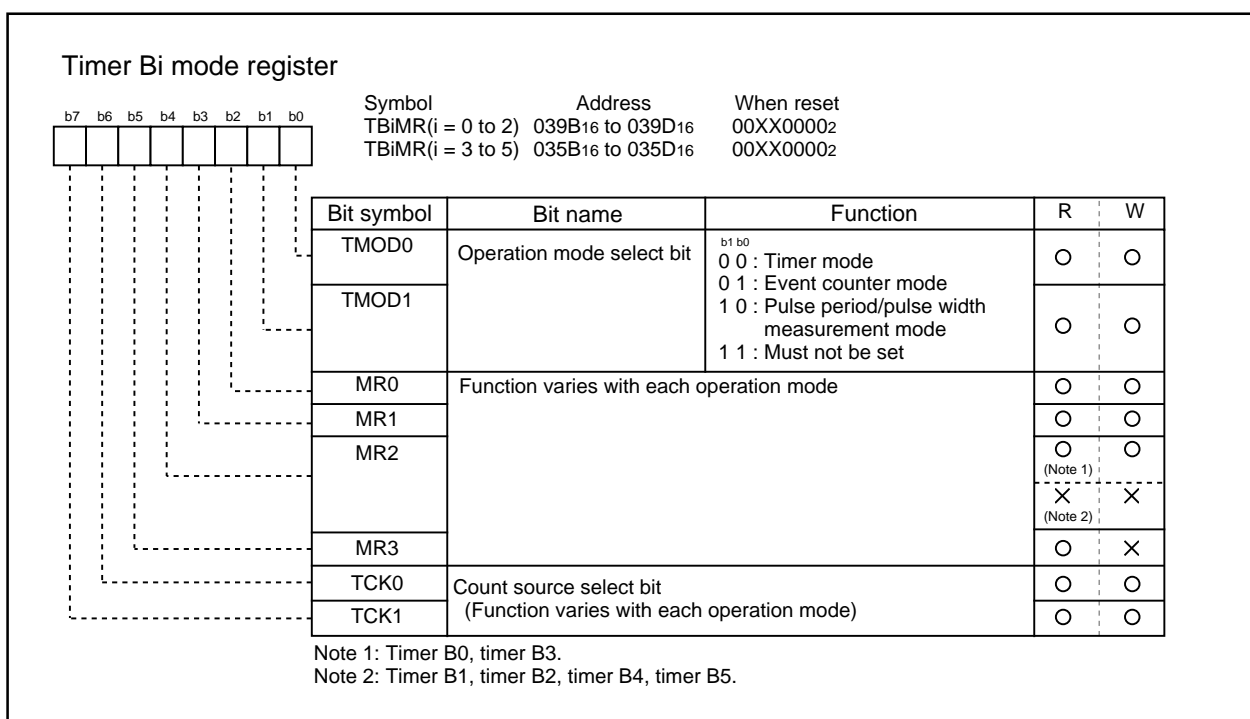 Timer Bi mode register
Symbol Address When reset
TBiMR(i = 0 to 2) 039B16 to 039D16 00XX00002
TBiMR(i = 3 to 5) 035B16 to 035D16 00XX00002
b7 b6 b5 b4 b3 b2 b1 b0
Bit symbol Bit name Function R W
TMOD0 Operation mode select bit b1 b0
0 0 : Timer mode
0 1 : Event counter mode
TMOD1 1 0 : Pulse period/pulse width
measurement mode
1 1 : Must not be set
MR0 Function varies with each operation mode
MR1
MR2
(Note 1)
(Note 2)
MR3
TCK0 Count source select bit
TCK1 (Function varies with each operation mode)
Note 1: Timer B0, timer B3.
Note 2: Timer B1, timer B2, timer B4, timer B5.